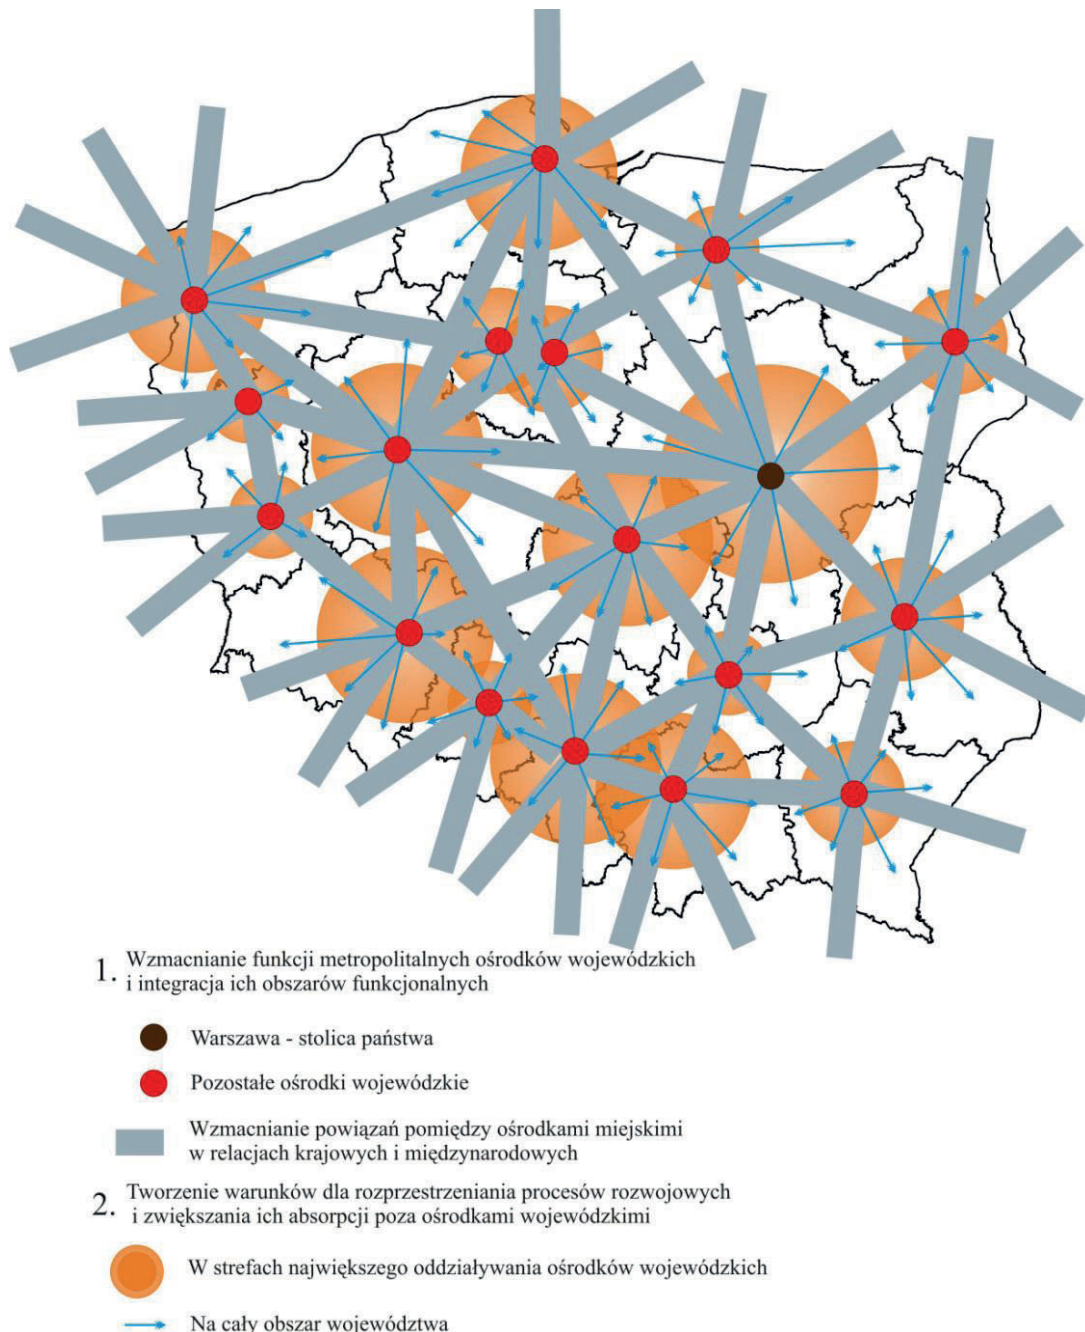 1. Wzmacnianie funkcji metropolitalnych ośrodków wojewódzkich
i integracja ich obszarów funkcjonalnych
Warszawa - stolica państwa
Pozostałe ośrodki wojewódzkie
Wzmacnianie powiązań pomiędzy ośrodkami miejskimi
w relacjach krajowych i międzynarodowych
2. Tworzenie warunków dla rozprzestrzeniania procesów rozwojowych
i zwiększania ich absorpcji poza ośrodkami wojewódzkimi
W strefach największego oddziaływania ośrodków wojewódzkich
Na cały obszar województwa